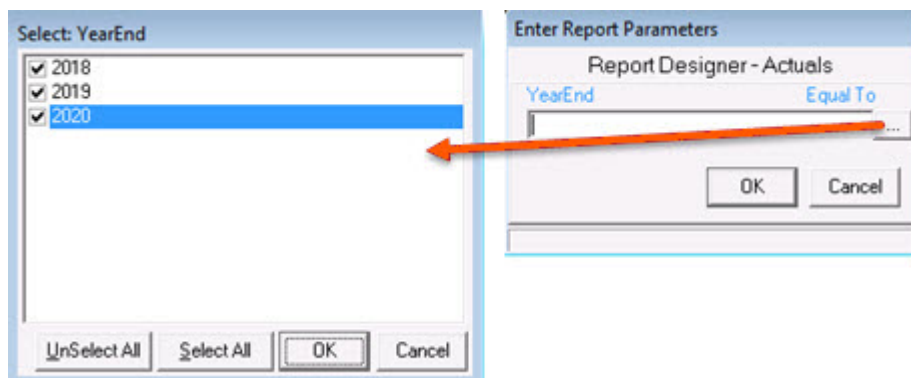 Select: YearEnd
2018
2019
2020
UnSelect All Select All OK Cancel
Enter Report Parameters
Report Designer - Actuals
YearEnd Equal To
...
OK Cancel